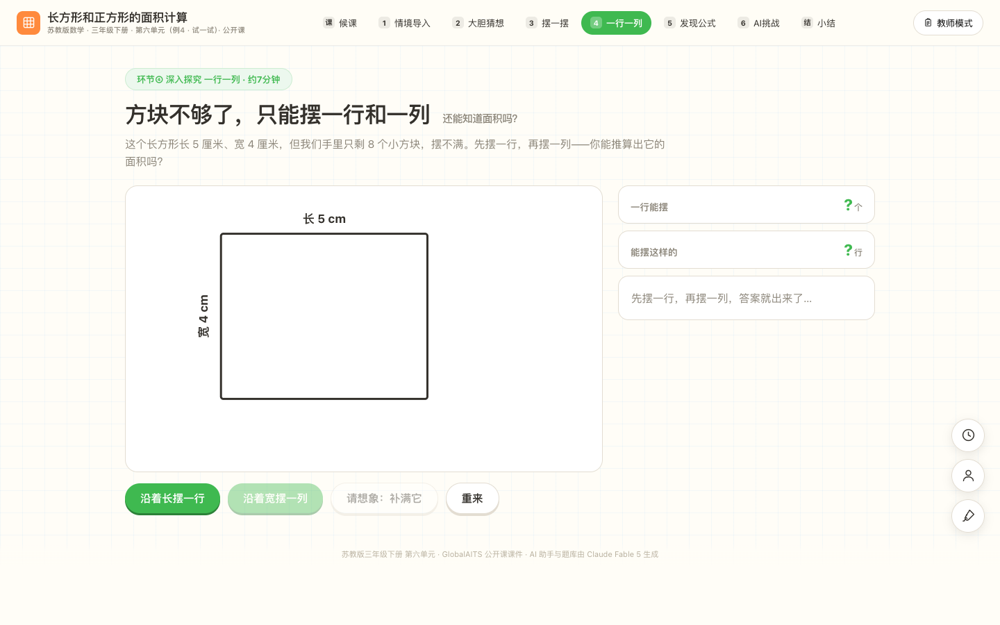 长方形和正方形的面积计算
苏教版数学 · 三年级下册 · 第六单元（例4 · 试一试）· 公开课
课 候课
1 情境导入
2 大胆猜想
3 摆一摆
4 一行一列
5 发现公式
6 AI挑战
结 小结
教师模式
环节④ 深入探究 一行一列 · 约7分钟
方块不够了，只能摆一行和一列 还能知道面积吗？
这个长方形长 5 厘米、宽 4 厘米，但我们手里只剩 8 个小方块，摆不满。先摆一行，再摆一列——你能推算出它的
面积吗？
长 5 cm
宽 4 cm
一行能摆 ? 个
能摆这样的 ? 行
先摆一行，再摆一列，答案就出来了…
沿着长摆一行
沿着宽摆一列
请想象：补满它
重来
苏教版三年级下册 第六单元 · GlobalAITS 公开课课件 · AI 助手与题库由 Claude Fable 5 生成